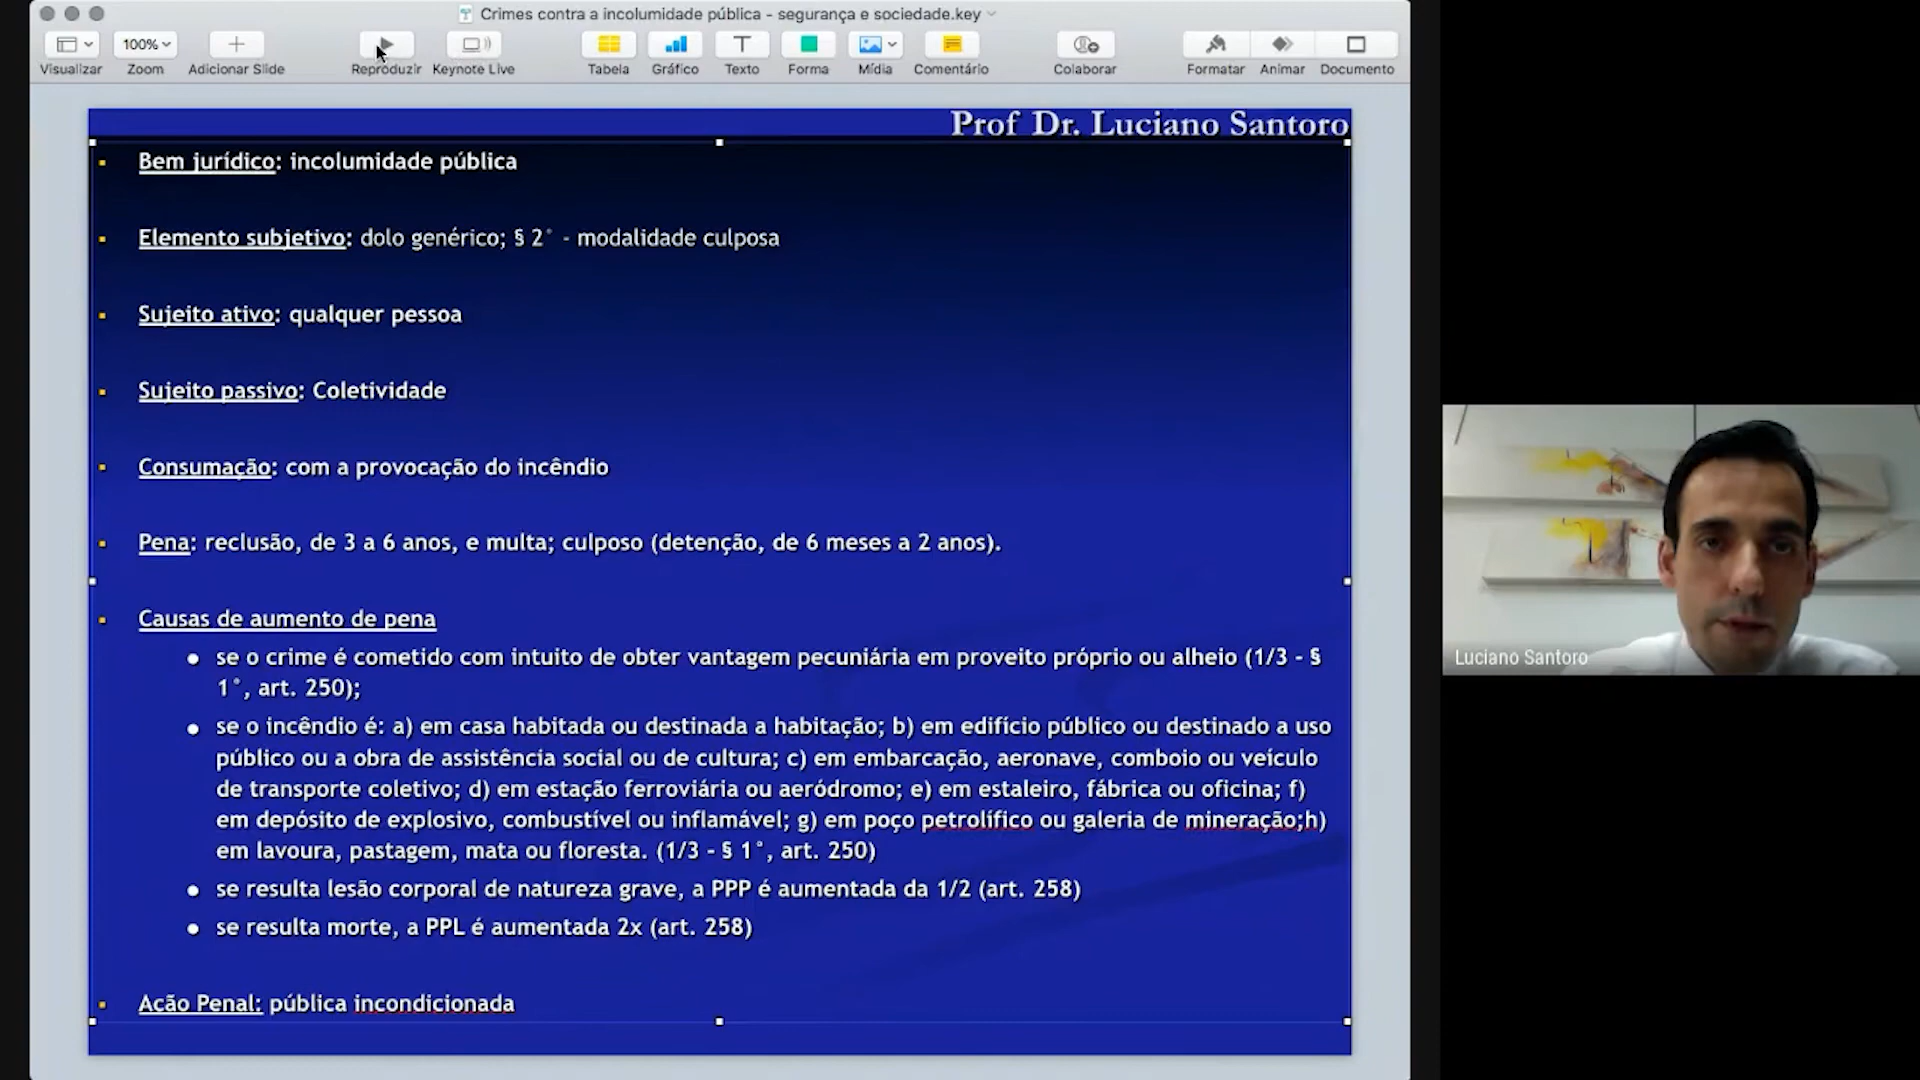 Crimes contra a incolumidade pública - segurança e sociedade.key
100%
Visualizar Zoom Adicionar Slide Reproduzir Keynote Live Tabela Gráfico Texto Forma Mídia Comentário Colaborar Formatar Animar Documento
Prof Dr. Luciano Santoro
Bem jurídico: incolumidade pública
Elemento subjetivo: dolo genérico; § 2° - modalidade culposa
Sujeito ativo: qualquer pessoa
Sujeito passivo: Coletividade
Consumação: com a provocação do incêndio
Pena: reclusão, de 3 a 6 anos, e multa; culposo (detenção, de 6 meses a 2 anos).
Causas de aumento de pena
se o crime é cometido com intuito de obter vantagem pecuniária em proveito próprio ou alheio (1/3 - §
1°, art. 250);
se o incêndio é: a) em casa habitada ou destinada a habitação; b) em edifício público ou destinado a uso
público ou a obra de assistência social ou de cultura; c) em embarcação, aeronave, comboio ou veículo
de transporte coletivo; d) em estação ferroviária ou aeródromo; e) em estaleiro, fábrica ou oficina; f)
em depósito de explosivo, combustível ou inflamável; g) em poço petrolífico ou galeria de mineração;h)
em lavoura, pastagem, mata ou floresta. (1/3 - § 1°, art. 250)
se resulta lesão corporal de natureza grave, a PPP é aumentada da 1/2 (art. 258)
se resulta morte, a PPL é aumentada 2x (art. 258)
Ação Penal: pública incondicionada
Luciano Santoro